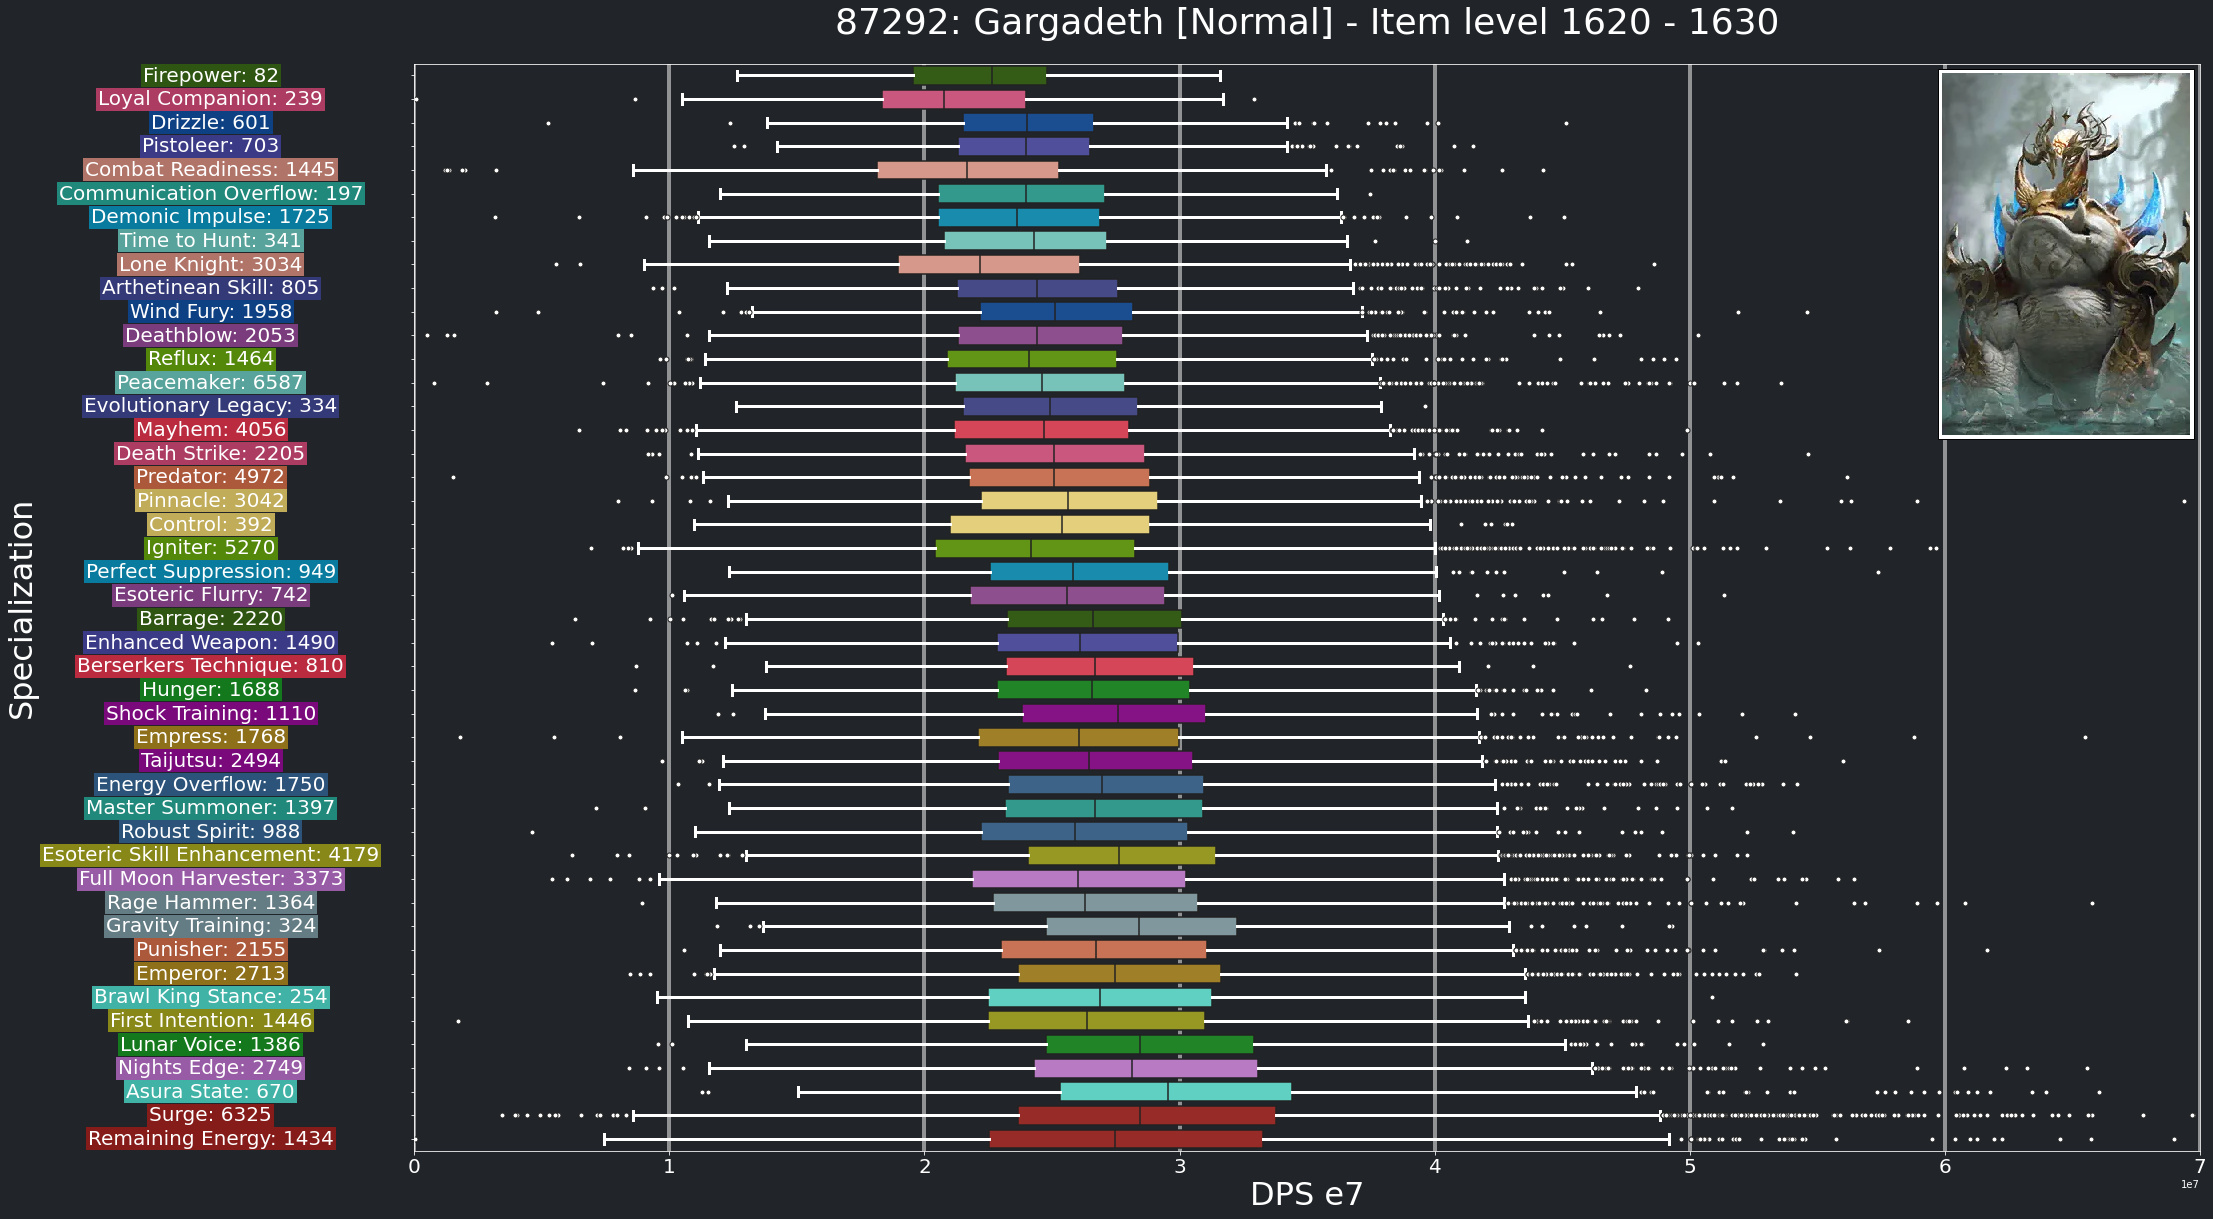 87292: Gargadeth [Normal] - Item level 1620 - 1630
Firepower: 82
Loyal Companion: 239
Drizzle: 601
Pistoleer: 703
Combat Readiness: 1445
Communication Overflow: 197
Demonic Impulse: 1725
Time to Hunt: 341
Lone Knight: 3034
Arthetinean Skill: 805
Wind Fury: 1958
Deathblow: 2053
Reflux: 1464
Peacemaker: 6587
Evolutionary Legacy: 334
Mayhem: 4056
Death Strike: 2205
Predator: 4972
Pinnacle: 3042
Control: 392
Igniter: 5270
Perfect Suppression: 949
Esoteric Flurry: 742
Barrage: 2220
Enhanced Weapon: 1490
Berserkers Technique: 810
Hunger: 1688
Shock Training: 1110
Empress: 1768
Taijutsu: 2494
Energy Overflow: 1750
Master Summoner: 1397
Robust Spirit: 988
Esoteric Skill Enhancement: 4179
Full Moon Harvester: 3373
Rage Hammer: 1364
Gravity Training: 324
Punisher: 2155
Emperor: 2713
Brawl King Stance: 254
First Intention: 1446
Lunar Voice: 1386
Nights Edge: 2749
Asura State: 670
Surge: 6325
Remaining Energy: 1434
Specialization
0 1 2 3 4 5 6 7
1e7
DPS e7